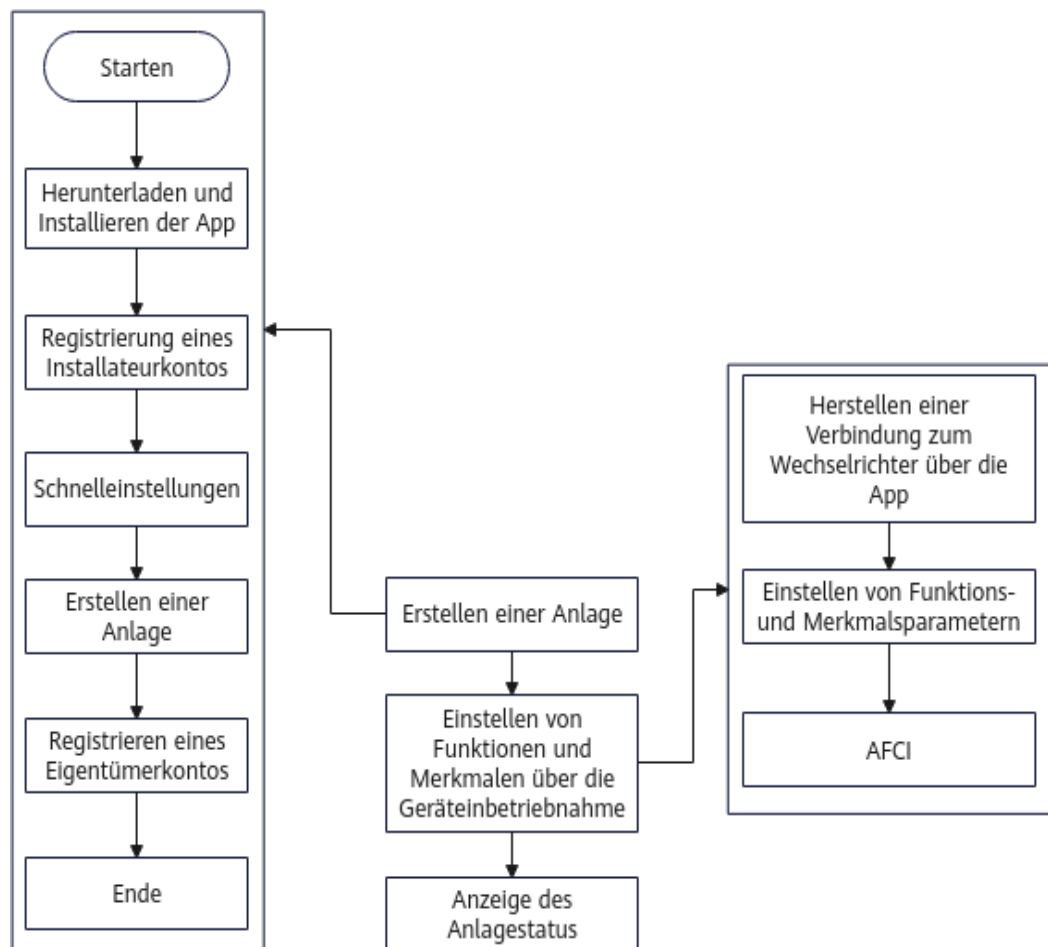 Starten
Herunterladen und
Installieren der App
Registrierung eines
Installateurkontos
Schnelleinstellungen
Erstellen einer
Anlage
Registrieren eines
Eigentümerkontos
Ende
Erstellen einer Anlage
Einstellen von
Funktionen und
Merkmalen über die
Geräteinbetriebnahme
Anzeige des
Anlagestatus
Herstellen einer
Verbindung zum
Wechselrichter über die
App
Einstellen von Funktions-
und Merkmalsparametern
AFCI